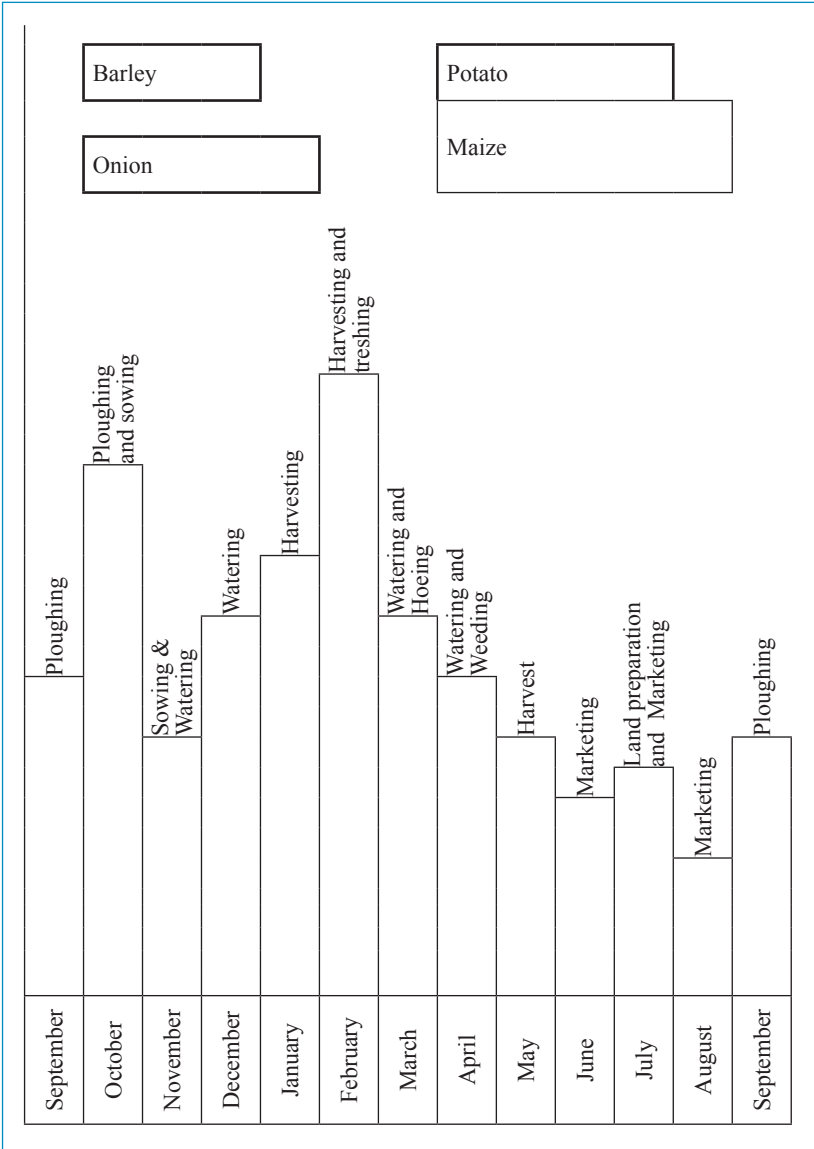 Barley
Potato
Onion
Maize
Ploughing
Ploughing
and sowing
Sowing &
Watering
Watering
Harvesting
Harvesting and
treshing
Watering and
Hoeing
Watering and
Weeding
Harvest
Marketing
Land preparation
and Marketing
Marketing
Ploughing
September
October
November
December
January
February
March
April
May
June
July
August
September